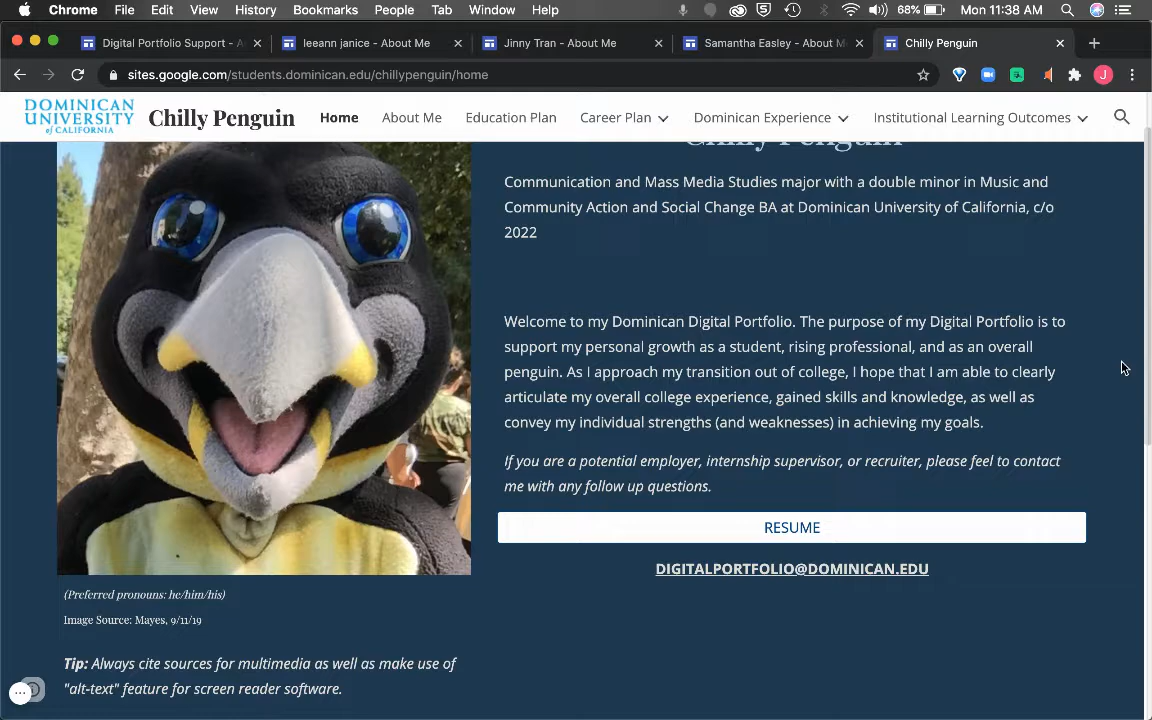 Chrome File Edit View History Bookmarks People Tab Window Help 68% Mon 11:38 AM
Digital Portfolio Support - A leeann janice - About Me Jinny Tran - About Me Samantha Easley - About M Chilly Penguin
sites.google.com/students.dominican.edu/chillypenguin/home J
DOMINICAN
UNIVERSITY
of CALIFORNIA
Chilly Penguin Home About Me Education Plan Career Plan Dominican Experience Institutional Learning Outcomes
Chilly Penguin
Communication and Mass Media Studies major with a double minor in Music and
Community Action and Social Change BA at Dominican University of California, c/o
2022
Welcome to my Dominican Digital Portfolio. The purpose of my Digital Portfolio is to
support my personal growth as a student, rising professional, and as an overall
penguin. As I approach my transition out of college, I hope that I am able to clearly
articulate my overall college experience, gained skills and knowledge, as well as
convey my individual strengths (and weaknesses) in achieving my goals.
If you are a potential employer, internship supervisor, or recruiter, please feel to contact
me with any follow up questions.
RESUME
DIGITALPORTFOLIO@DOMINICAN.EDU
(Preferred pronouns: he/him/his)
Image Source: Mayes, 9/11/19
Tip: Always cite sources for multimedia as well as make use of
"alt-text" feature for screen reader software.